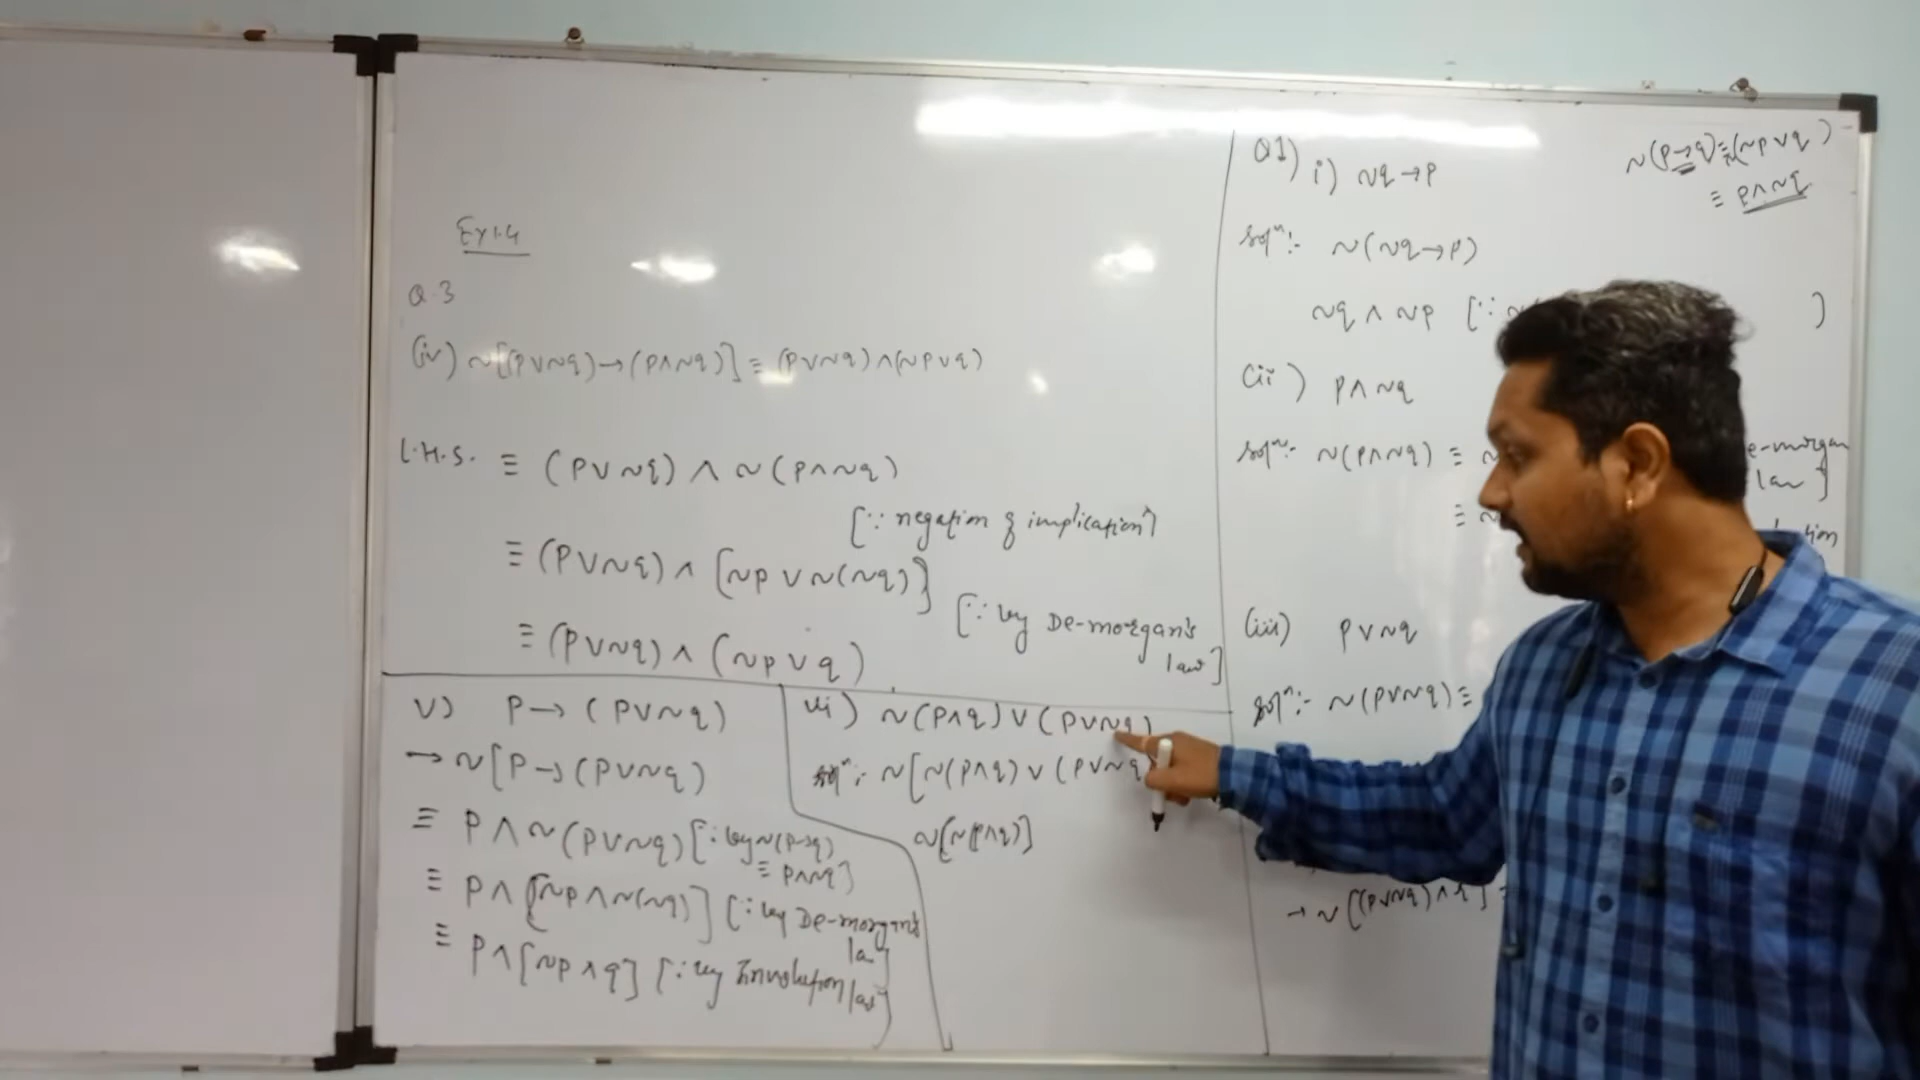 Ex 1.4
Q.3
(iv) ~[(p∨~q)→(p∧~q)] ≡ (p∨~q)∧(~p∨q)
L.H.S. ≡ (p∨~q) ∧ ~(p∧~q)
[∵ negation of implication]
≡ (p∨~q) ∧ [~p ∨ ~(~q)]
[∵ by De-morgan's
law]
≡ (p∨~q) ∧ (~p∨q)
v) p→(p∨~q)
→ ~[p→(p∨~q)
≡ p∧~(p∨~q) [∵ by ~(p→q)
≡ p∧~q]
≡ p∧[~p∧~(~q)] [∵ by De-morgan's
law]
≡ p∧[~p∧q] [∵ by Involution law]
vi) ~(p∧q)∨(p∨~q)
solⁿ:- ~[~(p∧q)∨(p∨~q)
~[~(p∧q)]
Q1) i) ~q→p
~(p→q)≡~(~p∨q)
≡ p∧~q
solⁿ:- ~(~q→p)
~q∧~p [∵ ~ )
(ii) p∧~q
solⁿ:- ~(p∧~q) ≡ ~ e-morgan
law]
≡ ~
(iii) p∨~q
solⁿ:- ~(p∨~q) ≡
→ ~[(p∨~q)∧